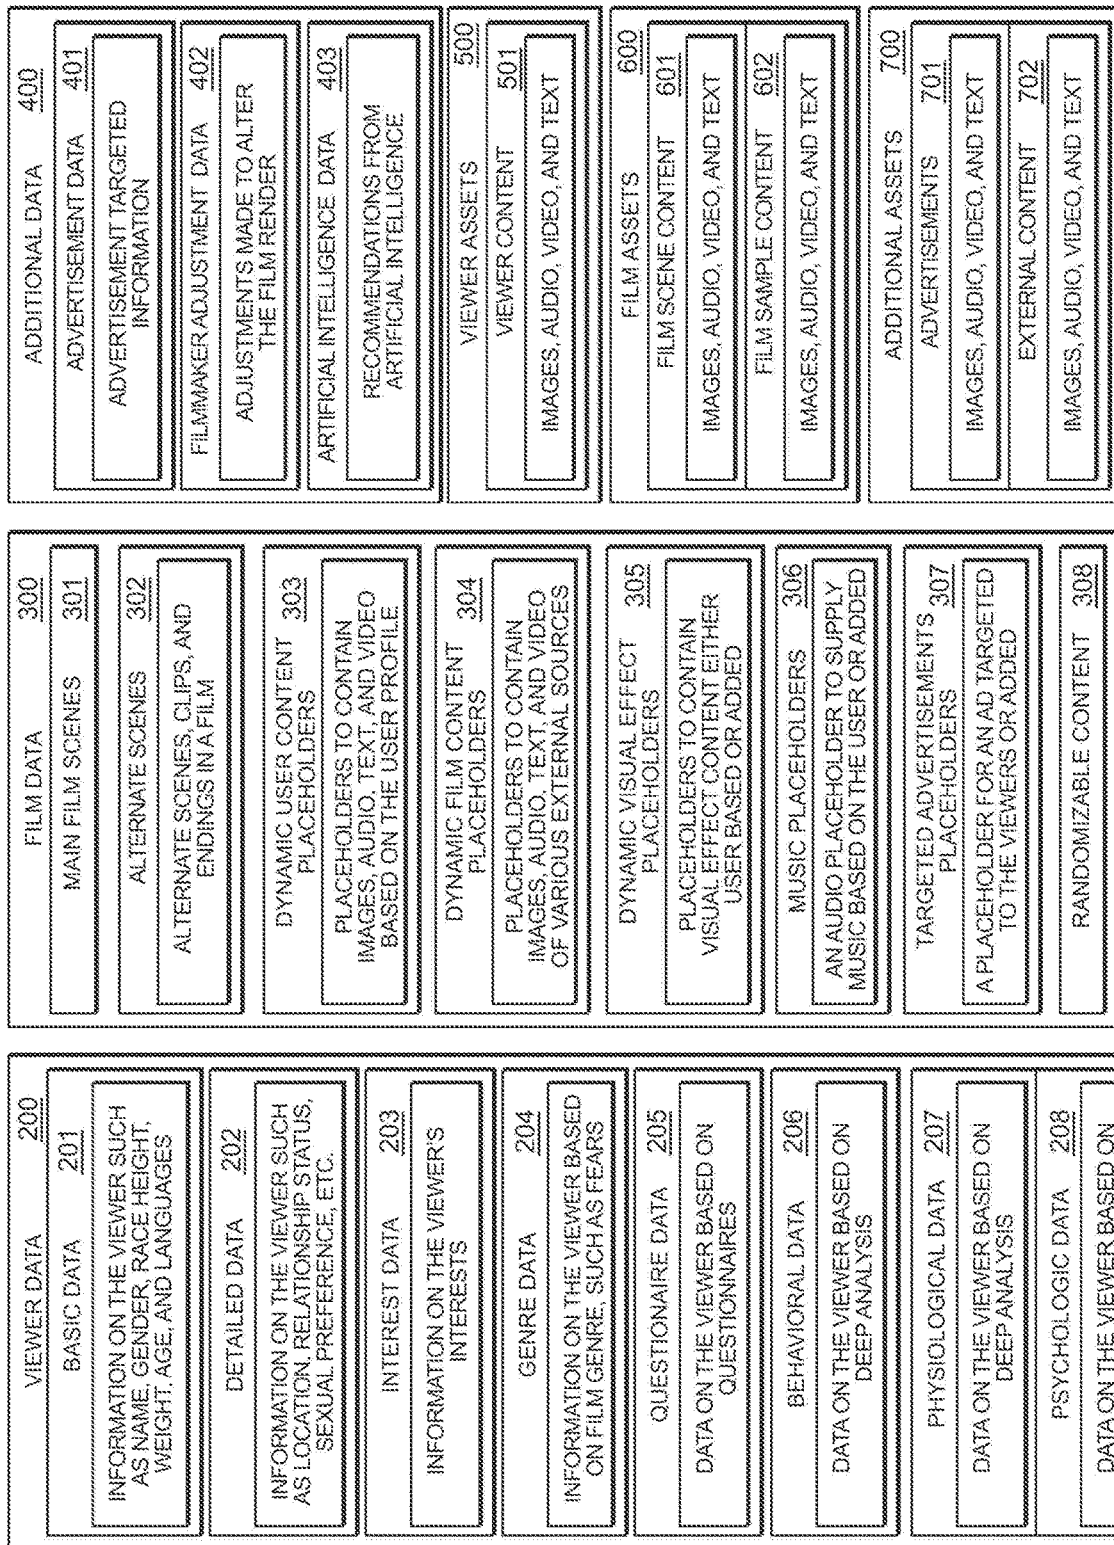 VIEWER DATA 200
BASIC DATA 201
INFORMATION ON THE VIEWER SUCH
AS NAME, GENDER, RACE HEIGHT,
WEIGHT, AGE, AND LANGUAGES
DETAILED DATA 202
INFORMATION ON THE VIEWER SUCH
AS LOCATION, RELATIONSHIP STATUS,
SEXUAL PREFERENCE, ETC.
INTEREST DATA 203
INFORMATION ON THE VIEWER'S
INTERESTS
GENRE DATA 204
INFORMATION ON THE VIEWER BASED
ON FILM GENRE, SUCH AS FEARS
QUESTIONAIRE DATA 205
DATA ON THE VIEWER BASED ON
QUESTIONNAIRES
BEHAVIORAL DATA 206
DATA ON THE VIEWER BASED ON
DEEP ANALYSIS
PHYSIOLOGICAL DATA 207
DATA ON THE VIEWER BASED ON
DEEP ANALYSIS
PSYCHOLOGIC DATA 208
DATA ON THE VIEWER BASED ON
FILM DATA 300
MAIN FILM SCENES 301
ALTERNATE SCENES 302
ALTERNATE SCENES, CLIPS, AND
ENDINGS IN A FILM
DYNAMIC USER CONTENT 303
PLACEHOLDERS
PLACEHOLDERS TO CONTAIN
IMAGES, AUDIO, TEXT, AND VIDEO
BASED ON THE USER PROFILE
DYNAMIC FILM CONTENT 304
PLACEHOLDERS
PLACEHOLDERS TO CONTAIN
IMAGES, AUDIO, TEXT, AND VIDEO
OF VARIOUS EXTERNAL SOURCES
DYNAMIC VISUAL EFFECT 305
PLACEHOLDERS
PLACEHOLDERS TO CONTAIN
VISUAL EFFECT CONTENT EITHER
USER BASED OR ADDED
MUSIC PLACEHOLDERS 306
AN AUDIO PLACEHOLDER TO SUPPLY
MUSIC BASED ON THE USER OR ADDED
TARGETED ADVERTISEMENTS
PLACEHOLDERS 307
A PLACEHOLDER FOR AN AD TARGETED
TO THE VIEWERS OR ADDED
RANDOMIZABLE CONTENT 308
ADDITIONAL DATA 400
ADVERTISEMENT DATA 401
ADVERTISEMENT TARGETED
INFORMATION
FILMMAKER ADJUSTMENT DATA 402
ADJUSTMENTS MADE TO ALTER
THE FILM RENDER
ARTIFICIAL INTELLIGENCE DATA 403
RECOMMENDATIONS FROM
ARTIFICIAL INTELLIGENCE
VIEWER ASSETS 500
VIEWER CONTENT 501
IMAGES, AUDIO, VIDEO, AND TEXT
FILM ASSETS 600
FILM SCENE CONTENT 601
IMAGES, AUDIO, VIDEO, AND TEXT
FILM SAMPLE CONTENT 602
IMAGES, AUDIO, VIDEO, AND TEXT
ADDITIONAL ASSETS 700
ADVERTISEMENTS 701
IMAGES, AUDIO, VIDEO, AND TEXT
EXTERNAL CONTENT 702
IMAGES, AUDIO, VIDEO, AND TEXT